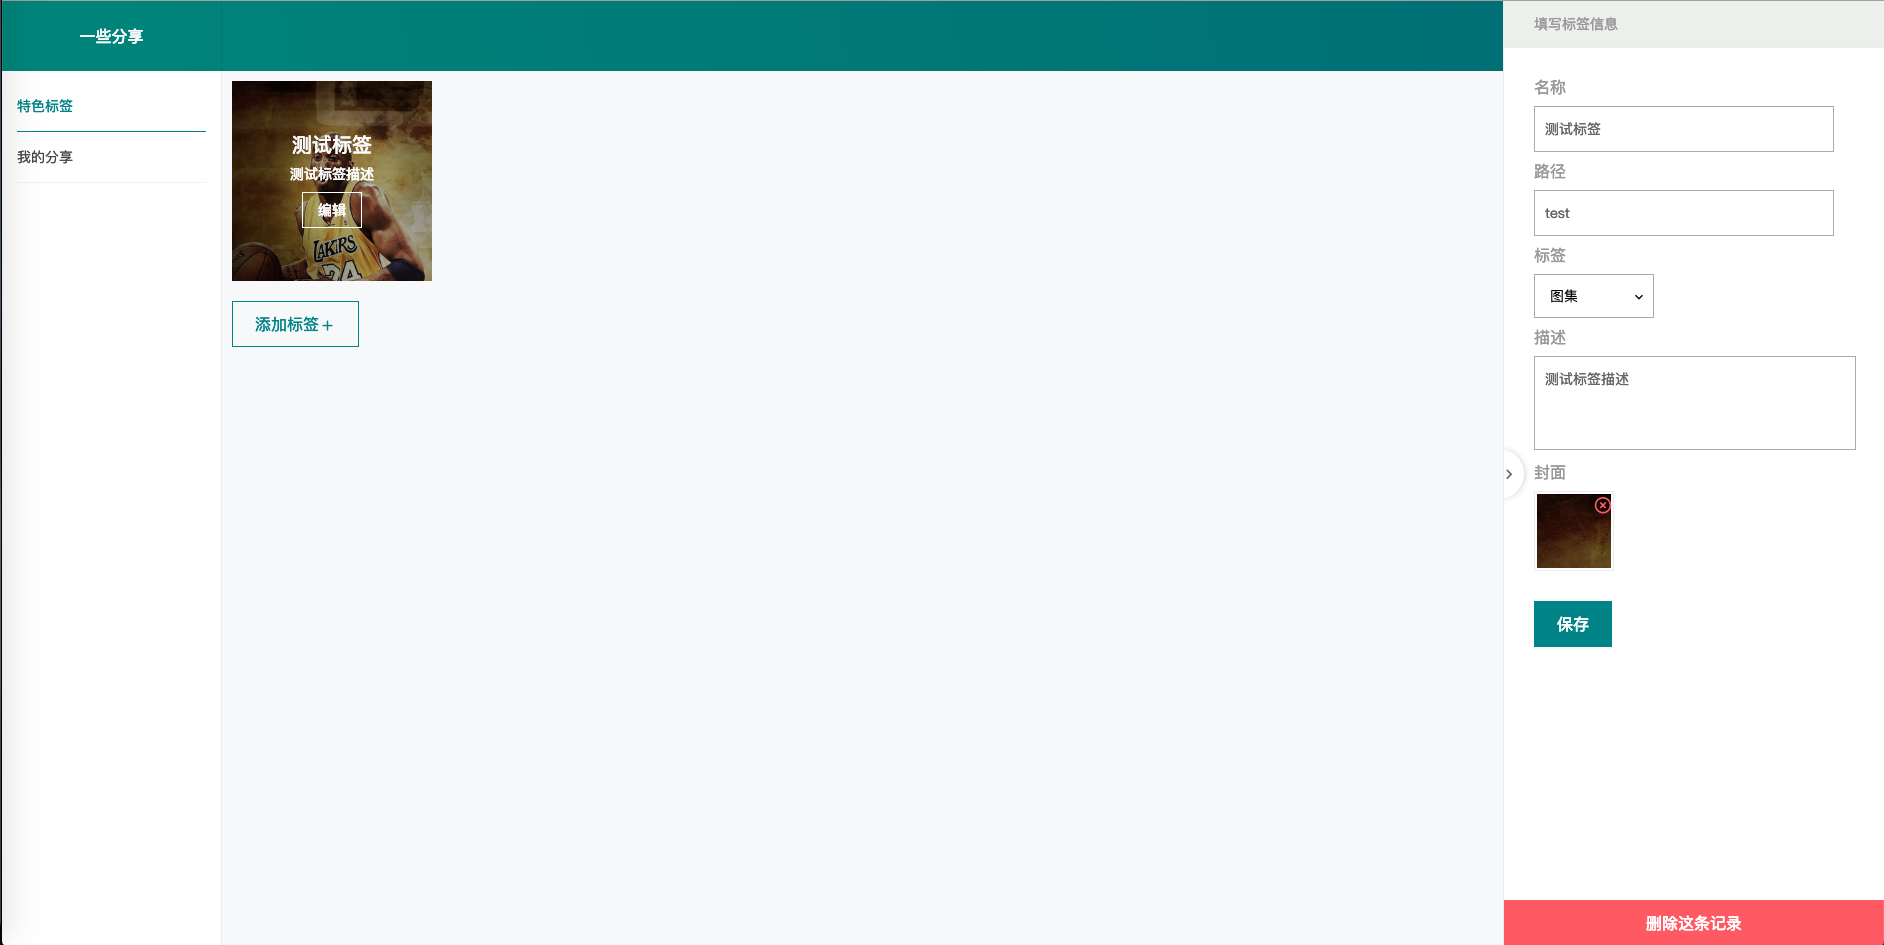 一些分享
特色标签
我的分享
测试标签
测试标签描述
编辑
LAKERS
24
添加标签+
填写标签信息
名称
测试标签
路径
test
标签
图集
描述
测试标签描述
封面
保存
删除这条记录